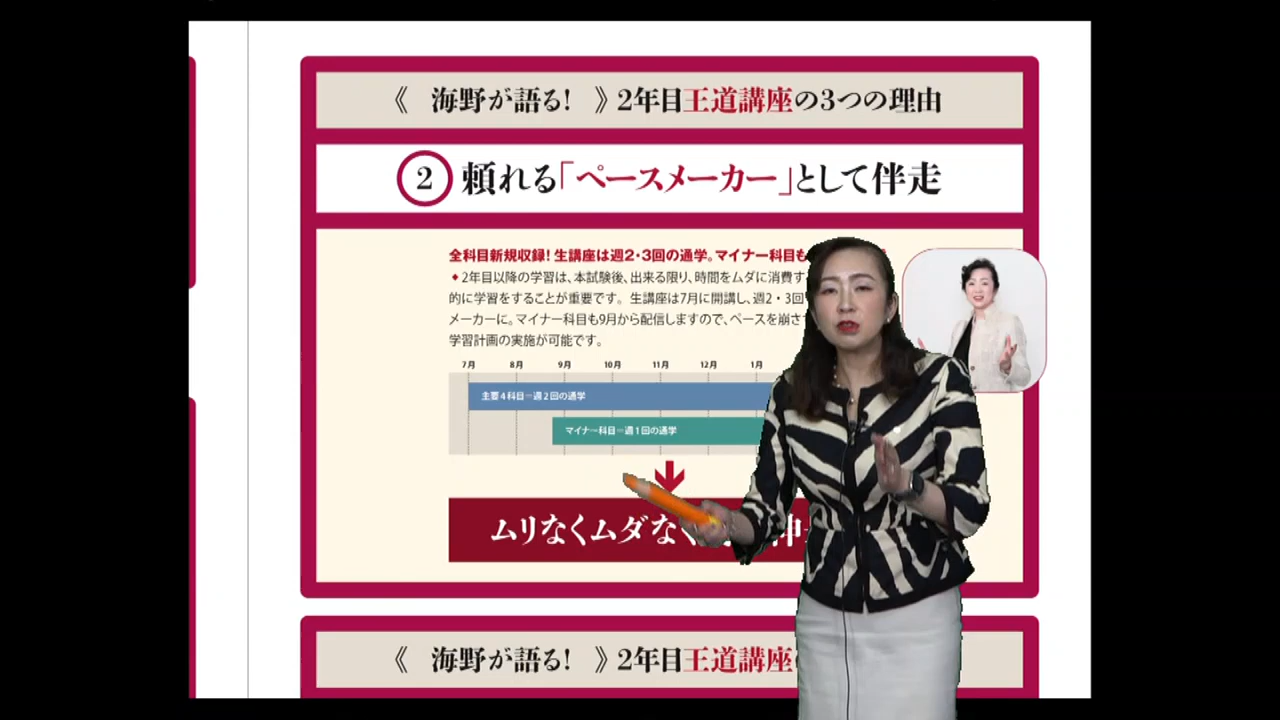 《 海野が語る! 》2年目王道講座の3つの理由
② 頼れる「ペースメーカー」として伴走
全科目新規収録! 生講座は週2・3回の通学。マイナー科目も
◆2年目以降の学習は、本試験後、出来る限り、時間をムダに消費す
的に学習をすることが重要です。生講座は7月に開講し、週2・3回
メーカーに。マイナー科目も9月から配信しますので、ペースを崩さ
学習計画の実施が可能です。
7月 8月 9月 10月 11月 12月 1月
主要4科目=週2回の通学
マイナー科目=週1回の通学
ムリなくムダなく
《 海野が語る! 》2年目王道講座